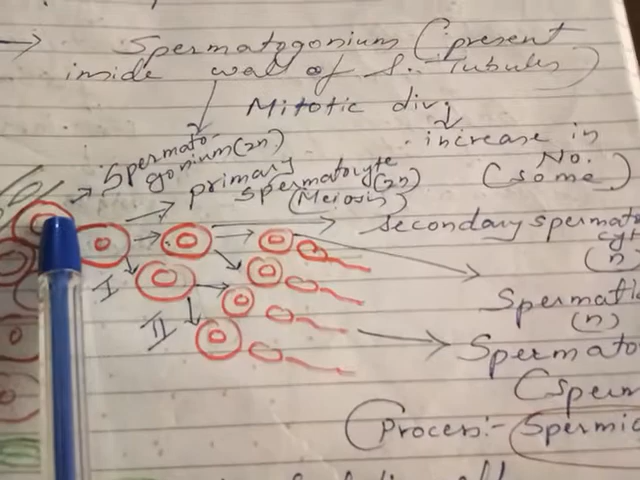 Spermatogonium (present
inside wall of S. Tubules)
Mitotic div.
increase in
No.
(some)
Spermato-
gonium(2n)
primary
spermatocyte
(2n)
(Meiosis)
secondary spermato
cyt
(n)
I
II
Spermati
(n)
Spermato
(sperm
(Process:- (Spermio